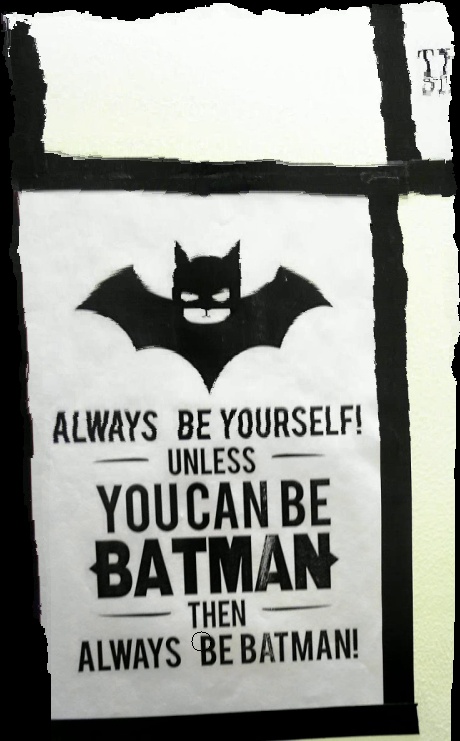 ALWAYS BE YOURSELF!
UNLESS
YOU CAN BE
BATMAN
THEN
ALWAYS BE BATMAN!